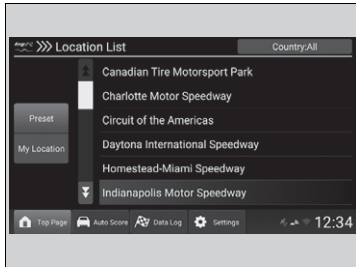 Location List
Country:All
Canadian Tire Motorsport Park
Charlotte Motor Speedway
Circuit of the Americas
Daytona International Speedway
Homestead-Miami Speedway
Indianapolis Motor Speedway
Preset
My Location
Top Page
Auto Score
Data Log
Settings
12:34